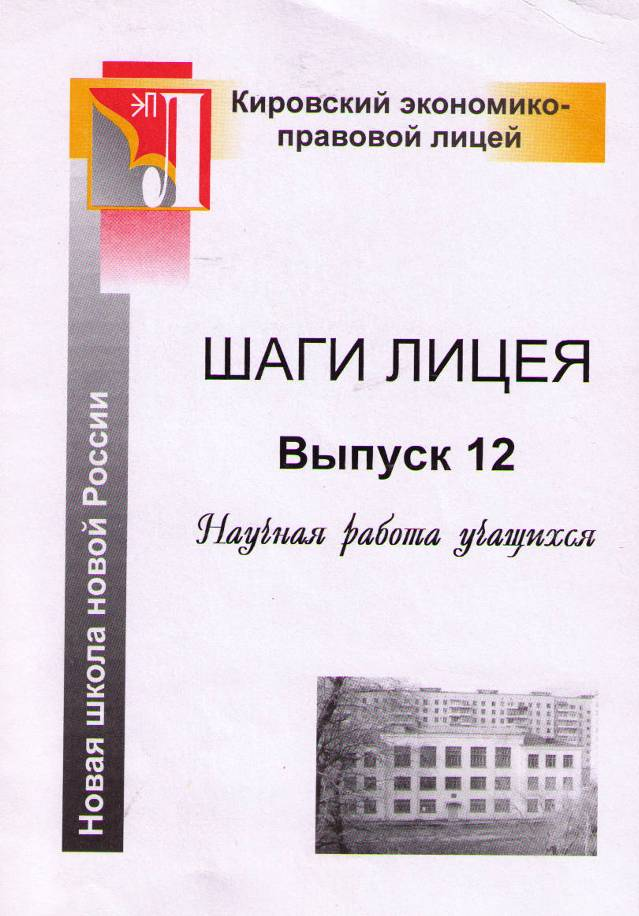 ЭП
Л
Кировский экономико-
правовой лицей
ШАГИ ЛИЦЕЯ
Выпуск 12
Научная работа учащихся
Новая школа новой России